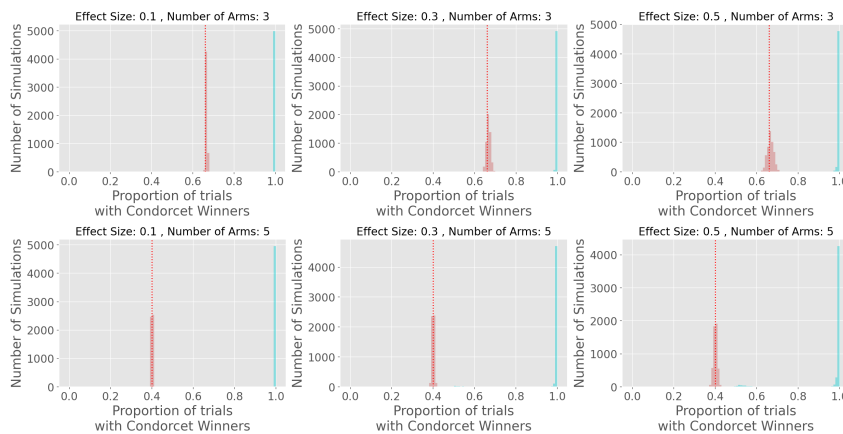 Effect Size: 0.1 , Number of Arms: 3
Number of Simulations
5000
4000
3000
2000
1000
0
0.0 0.2 0.4 0.6 0.8 1.0
Proportion of trials
with Condorcet Winners
Effect Size: 0.3 , Number of Arms: 3
Number of Simulations
5000
4000
3000
2000
1000
0
0.0 0.2 0.4 0.6 0.8 1.0
Proportion of trials
with Condorcet Winners
Effect Size: 0.5 , Number of Arms: 3
Number of Simulations
5000
4000
3000
2000
1000
0
0.0 0.2 0.4 0.6 0.8 1.0
Proportion of trials
with Condorcet Winners
Effect Size: 0.1 , Number of Arms: 5
Number of Simulations
5000
4000
3000
2000
1000
0
0.0 0.2 0.4 0.6 0.8 1.0
Proportion of trials
with Condorcet Winners
Effect Size: 0.3 , Number of Arms: 5
Number of Simulations
4000
3000
2000
1000
0
0.0 0.2 0.4 0.6 0.8 1.0
Proportion of trials
with Condorcet Winners
Effect Size: 0.5 , Number of Arms: 5
Number of Simulations
4000
3000
2000
1000
0
0.0 0.2 0.4 0.6 0.8 1.0
Proportion of trials
with Condorcet Winners